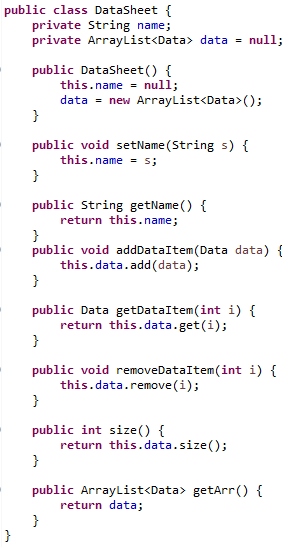 public class DataSheet {
    private String name;
    private ArrayList<Data> data = null;

    public DataSheet() {
        this.name = null;
        data = new ArrayList<Data>();
    }

    public void setName(String s) {
        this.name = s;
    }

    public String getName() {
        return this.name;
    }
    public void addDataItem(Data data) {
        this.data.add(data);
    }

    public Data getDataItem(int i) {
        return this.data.get(i);
    }

    public void removeDataItem(int i) {
        this.data.remove(i);
    }

    public int size() {
        return this.data.size();
    }

    public ArrayList<Data> getArr() {
        return data;
    }
}